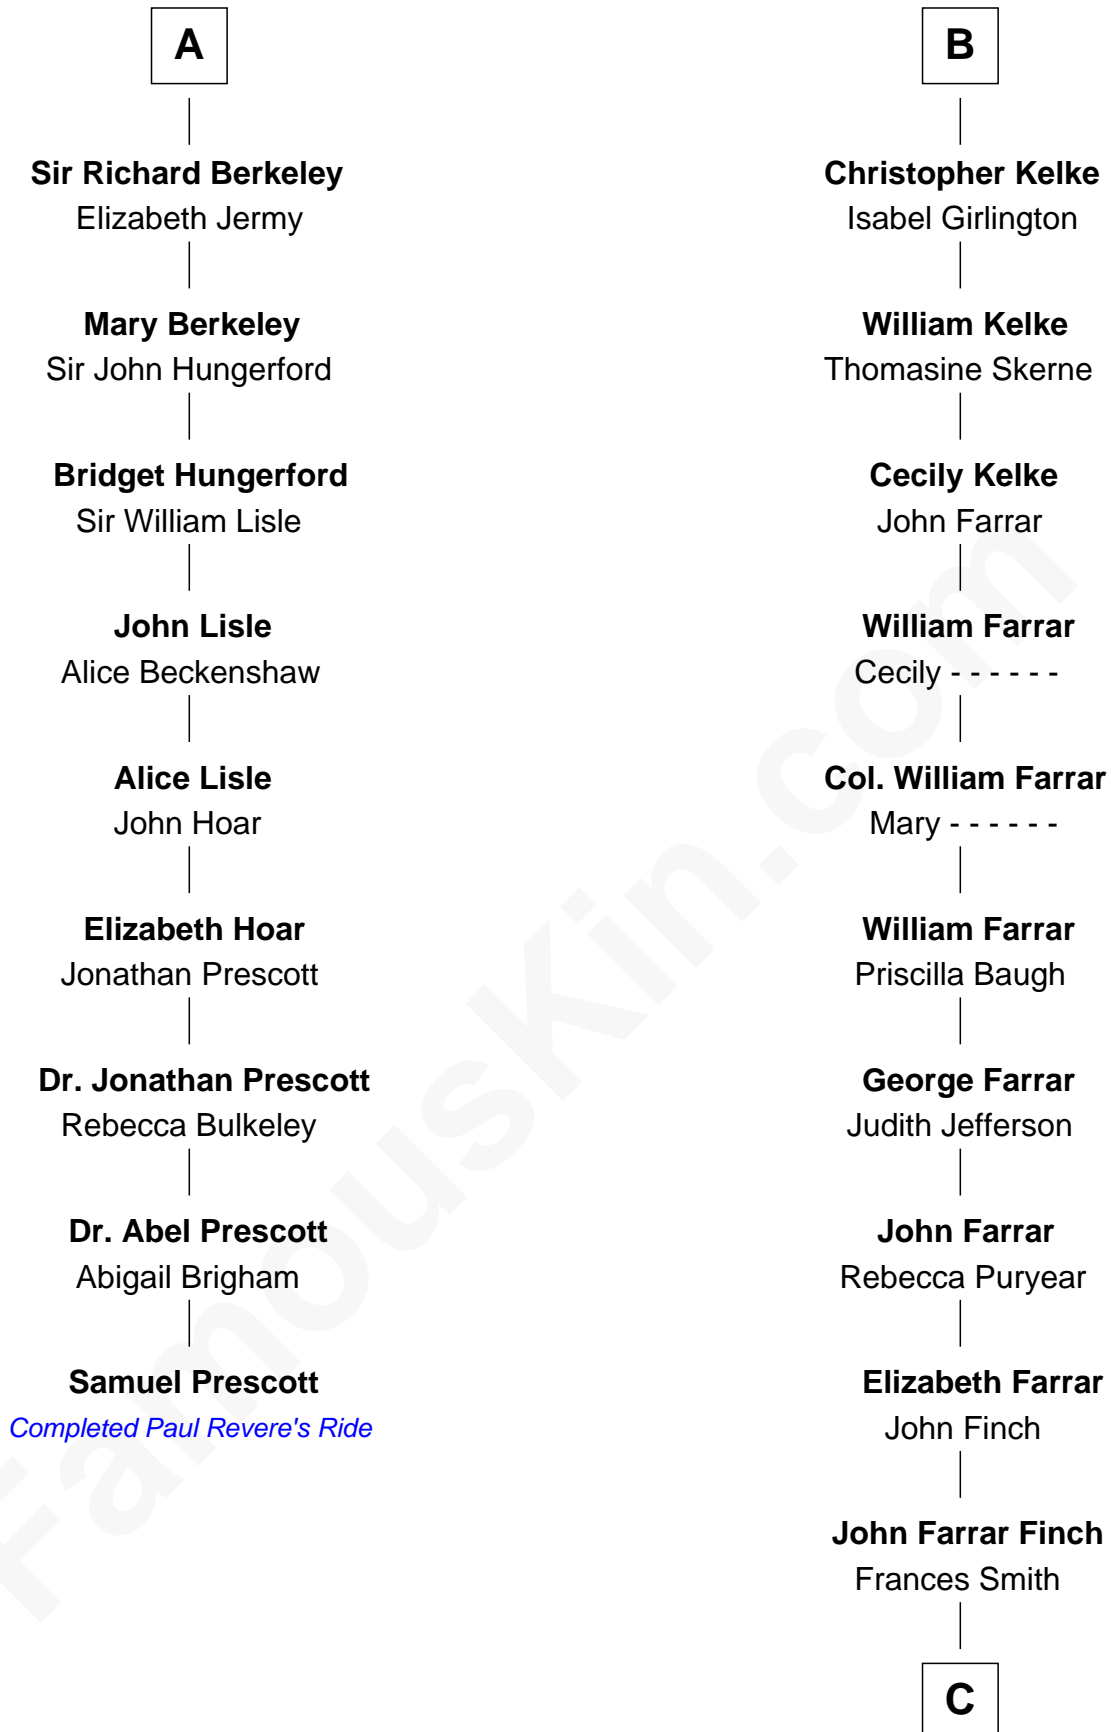 A
Sir Richard Berkeley
Elizabeth Jermy
Mary Berkeley
Sir John Hungerford
Bridget Hungerford
Sir William Lisle
John Lisle
Alice Beckenshaw
Alice Lisle
John Hoar
Elizabeth Hoar
Jonathan Prescott
Dr. Jonathan Prescott
Rebecca Bulkeley
Dr. Abel Prescott
Abigail Brigham
Samuel Prescott
Completed Paul Revere's Ride
B
Christopher Kelke
Isabel Girlington
William Kelke
Thomasine Skerne
Cecily Kelke
John Farrar
William Farrar
Cecily - - - - - -
Col. William Farrar
Mary - - - - - -
William Farrar
Priscilla Baugh
George Farrar
Judith Jefferson
John Farrar
Rebecca Puryear
Elizabeth Farrar
John Finch
John Farrar Finch
Frances Smith
C
FamousKin.com